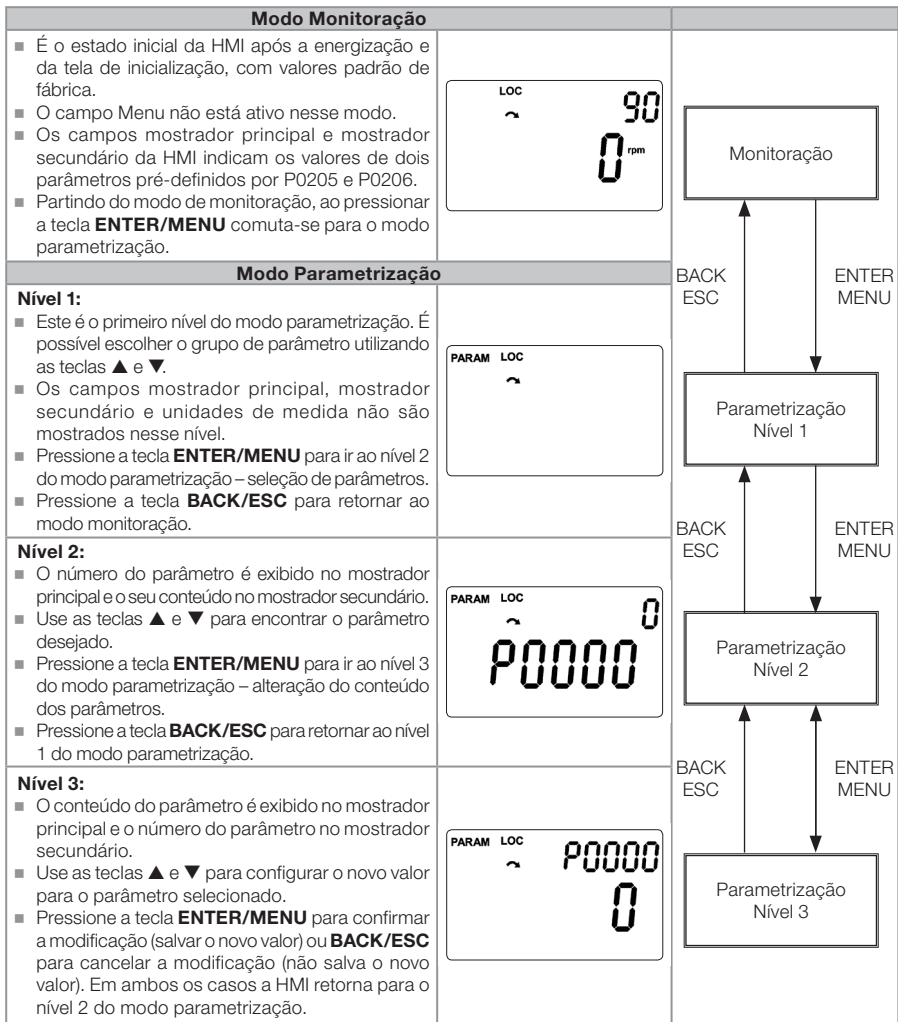 Modo Monitoração
■ É o estado inicial da HMI após a energização e
da tela de inicialização, com valores padrão de
fábrica.
■ O campo Menu não está ativo nesse modo.
■ Os campos mostrador principal e mostrador
secundário da HMI indicam os valores de dois
parâmetros pré-definidos por P0205 e P0206.
■ Partindo do modo de monitoração, ao pressionar
a tecla ENTER/MENU comuta-se para o modo
parametrização.
LOC
90
0 rpm
Monitoração
BACK
ESC
ENTER
MENU
Modo Parametrização
Nível 1:
■ Este é o primeiro nível do modo parametrização. É
possível escolher o grupo de parâmetro utilizando
as teclas ▲ e ▼.
■ Os campos mostrador principal, mostrador
secundário e unidades de medida não são
mostrados nesse nível.
■ Pressione a tecla ENTER/MENU para ir ao nível 2
do modo parametrização – seleção de parâmetros.
■ Pressione a tecla BACK/ESC para retornar ao
modo monitoração.
PARAM LOC
Parametrização
Nível 1
BACK
ESC
ENTER
MENU
Nível 2:
■ O número do parâmetro é exibido no mostrador
principal e o seu conteúdo no mostrador secundário.
■ Use as teclas ▲ e ▼ para encontrar o parâmetro
desejado.
■ Pressione a tecla ENTER/MENU para ir ao nível 3
do modo parametrização – alteração do conteúdo
dos parâmetros.
■ Pressione a tecla BACK/ESC para retornar ao nível
1 do modo parametrização.
PARAM LOC
0
P0000
Parametrização
Nível 2
BACK
ESC
ENTER
MENU
Nível 3:
■ O conteúdo do parâmetro é exibido no mostrador
principal e o número do parâmetro no mostrador
secundário.
■ Use as teclas ▲ e ▼ para configurar o novo valor
para o parâmetro selecionado.
■ Pressione a tecla ENTER/MENU para confirmar
a modificação (salvar o novo valor) ou BACK/ESC
para cancelar a modificação (não salva o novo
valor). Em ambos os casos a HMI retorna para o
nível 2 do modo parametrização.
PARAM LOC
P0000
0
Parametrização
Nível 3